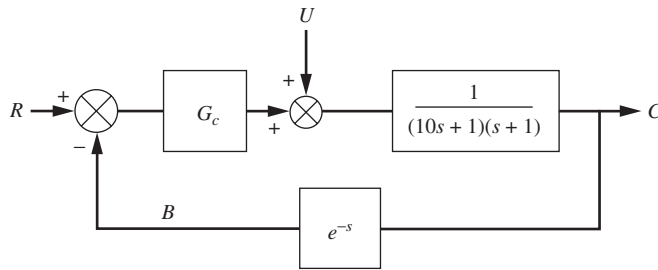 U
R
+
−
G_c
+
+
1
(10s + 1)(s + 1)
C
B
e^{−s}